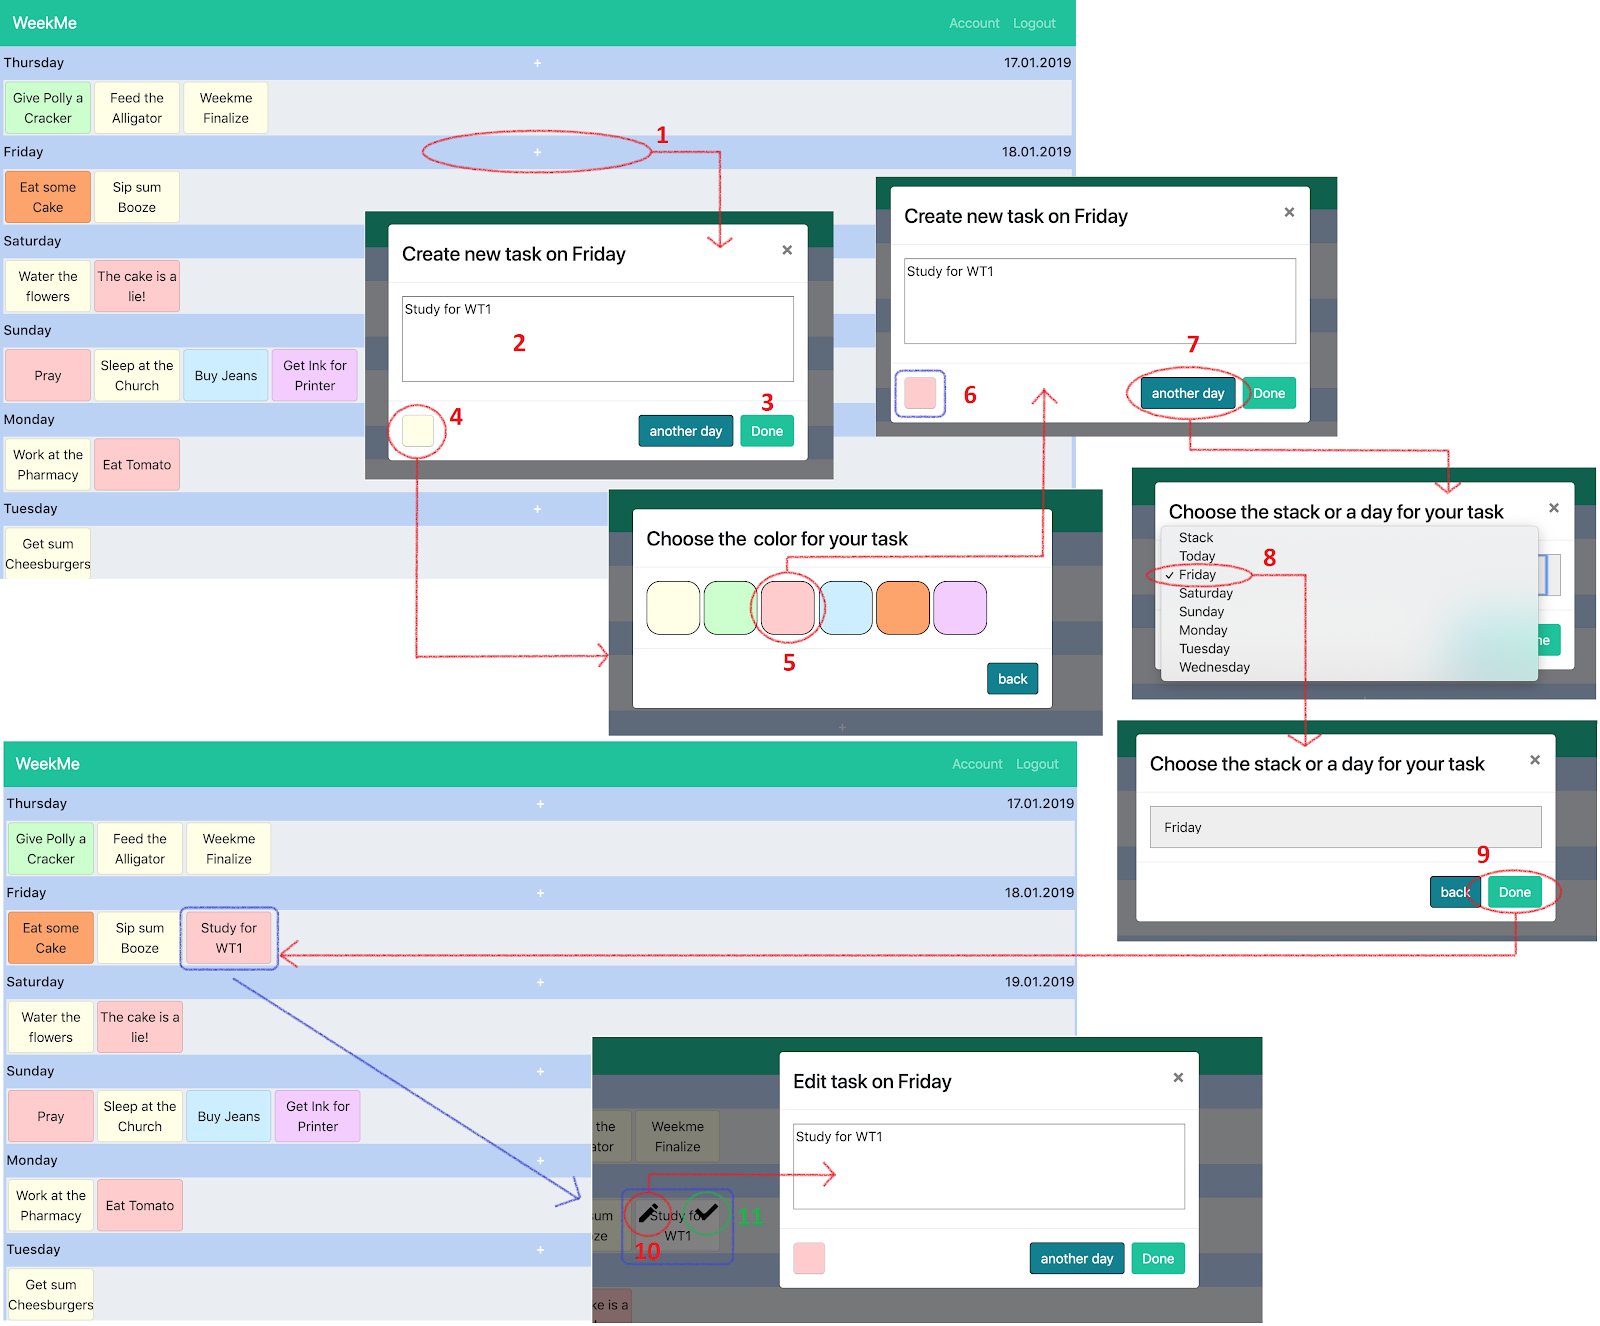 WeekMe
Account Logout
Thursday + 17.01.2019
Give Polly a
Cracker
Feed the
Alligator
Weekme
Finalize
1
Friday + 18.01.2019
Eat some
Cake
Sip sum
Booze
Saturday
Water the
flowers
The cake is a
lie!
Sunday
Pray
Sleep at the
Church
Buy Jeans
Get Ink for
Printer
Monday
Work at the
Pharmacy
Eat Tomato
Tuesday +
Get sum
Cheesburgers
Create new task on Friday ×
Study for WT1
2
3
4
another day Done
Choose the color for your task
5
back
+
Create new task on Friday ×
Study for WT1
7
6
another day Done
Choose the stack or a day for your task ×
Stack
Today
8
✓ Friday
Saturday
Sunday
Monday
Tuesday
Wednesday
ne
Choose the stack or a day for your task ×
Friday
9
back Done
WeekMe
Account Logout
Thursday + 17.01.2019
Give Polly a
Cracker
Feed the
Alligator
Weekme
Finalize
Friday + 18.01.2019
Eat some
Cake
Sip sum
Booze
Study for
WT1
Saturday + 19.01.2019
Water the
flowers
The cake is a
lie!
Sunday +
Pray
Sleep at the
Church
Buy Jeans
Get Ink for
Printer
Monday +
Work at the
Pharmacy
Eat Tomato
Tuesday +
Get sum
Cheesburgers
the
ator
Weekme
Finalize
sum
ze
Study for
WT1
10
11
ke is a
Edit task on Friday ×
Study for WT1
another day Done